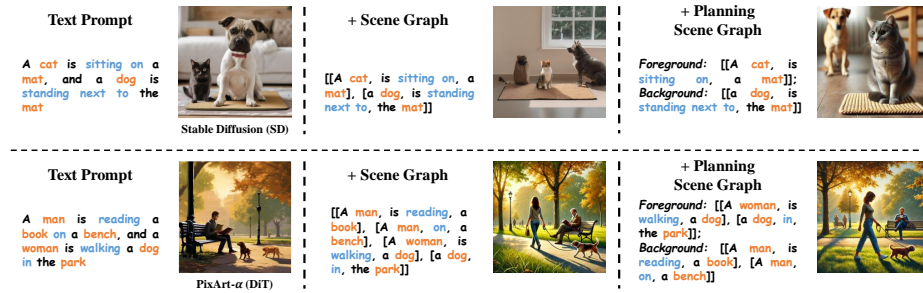 Text Prompt
A cat is sitting on a
mat, and a dog is
standing next to the
mat
Stable Diffusion (SD)
+ Scene Graph
[[A cat, is sitting on, a
mat], [a dog, is standing
next to, the mat]]
+ Planning
Scene Graph
Foreground: [[A cat, is
sitting on, a mat]];
Background: [[a dog, is
standing next to, the mat]]
Text Prompt
A man is reading a
book on a bench, and a
woman is walking a dog
in the park
PixArt-α (DiT)
+ Scene Graph
[[A man, is reading, a
book], [A man, on, a
bench], [A woman, is
walking, a dog], [a dog,
in, the park]]
+ Planning
Scene Graph
Foreground: [[A woman, is
walking, a dog], [a dog, in,
the park]];
Background: [[A man, is
reading, a book], [A man,
on, a bench]]